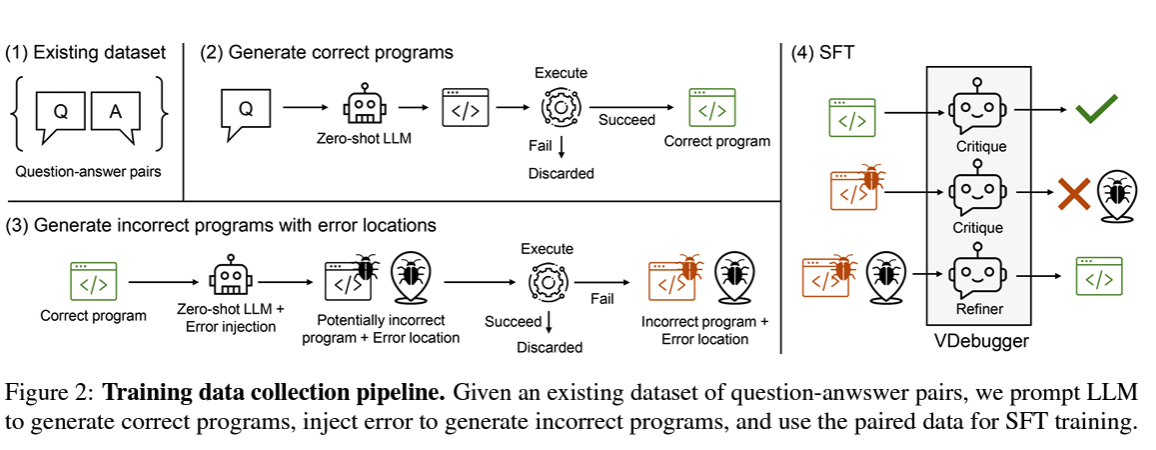 (1) Existing dataset
Q
A
Question-answer pairs
(2) Generate correct programs
Q
Zero-shot LLM
</>
Execute
Succeed
Fail
Discarded
</>
Correct program
(3) Generate incorrect programs with error locations
</>
Correct program
Zero-shot LLM +
Error injection
</>
Potentially incorrect
program + Error location
Execute
Fail
Succeed
Discarded
</>
Incorrect program +
Error location
(4) SFT
</>
Critique
</>
Critique
</>
Refiner
</>
VDebugger
Figure 2: Training data collection pipeline. Given an existing dataset of question-anwswer pairs, we prompt LLM
to generate correct programs, inject error to generate incorrect programs, and use the paired data for SFT training.